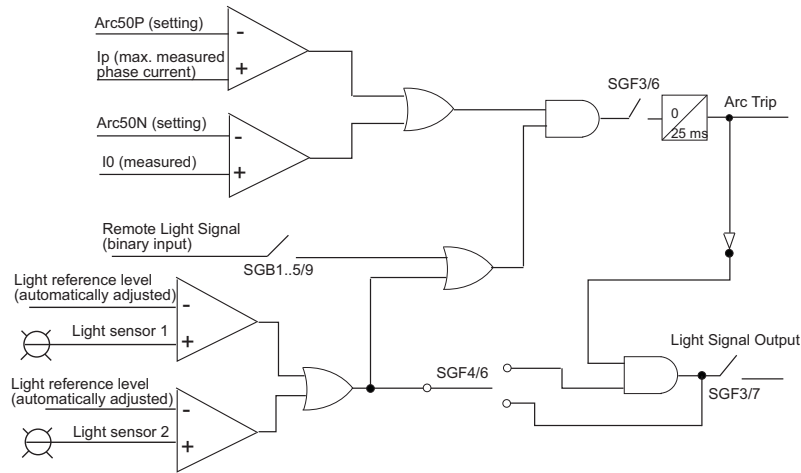 Arc50P (setting)
-
Ip (max. measured
phase current)
+
SGF3/6
Arc Trip
0
25 ms
Arc50N (setting)
-
I0 (measured)
+
Remote Light Signal
(binary input)
SGB1..5/9
Light reference level
(automatically adjusted)
-
Light sensor 1
+
Light Signal Output
SGF4/6
SGF3/7
Light reference level
(automatically adjusted)
-
Light sensor 2
+